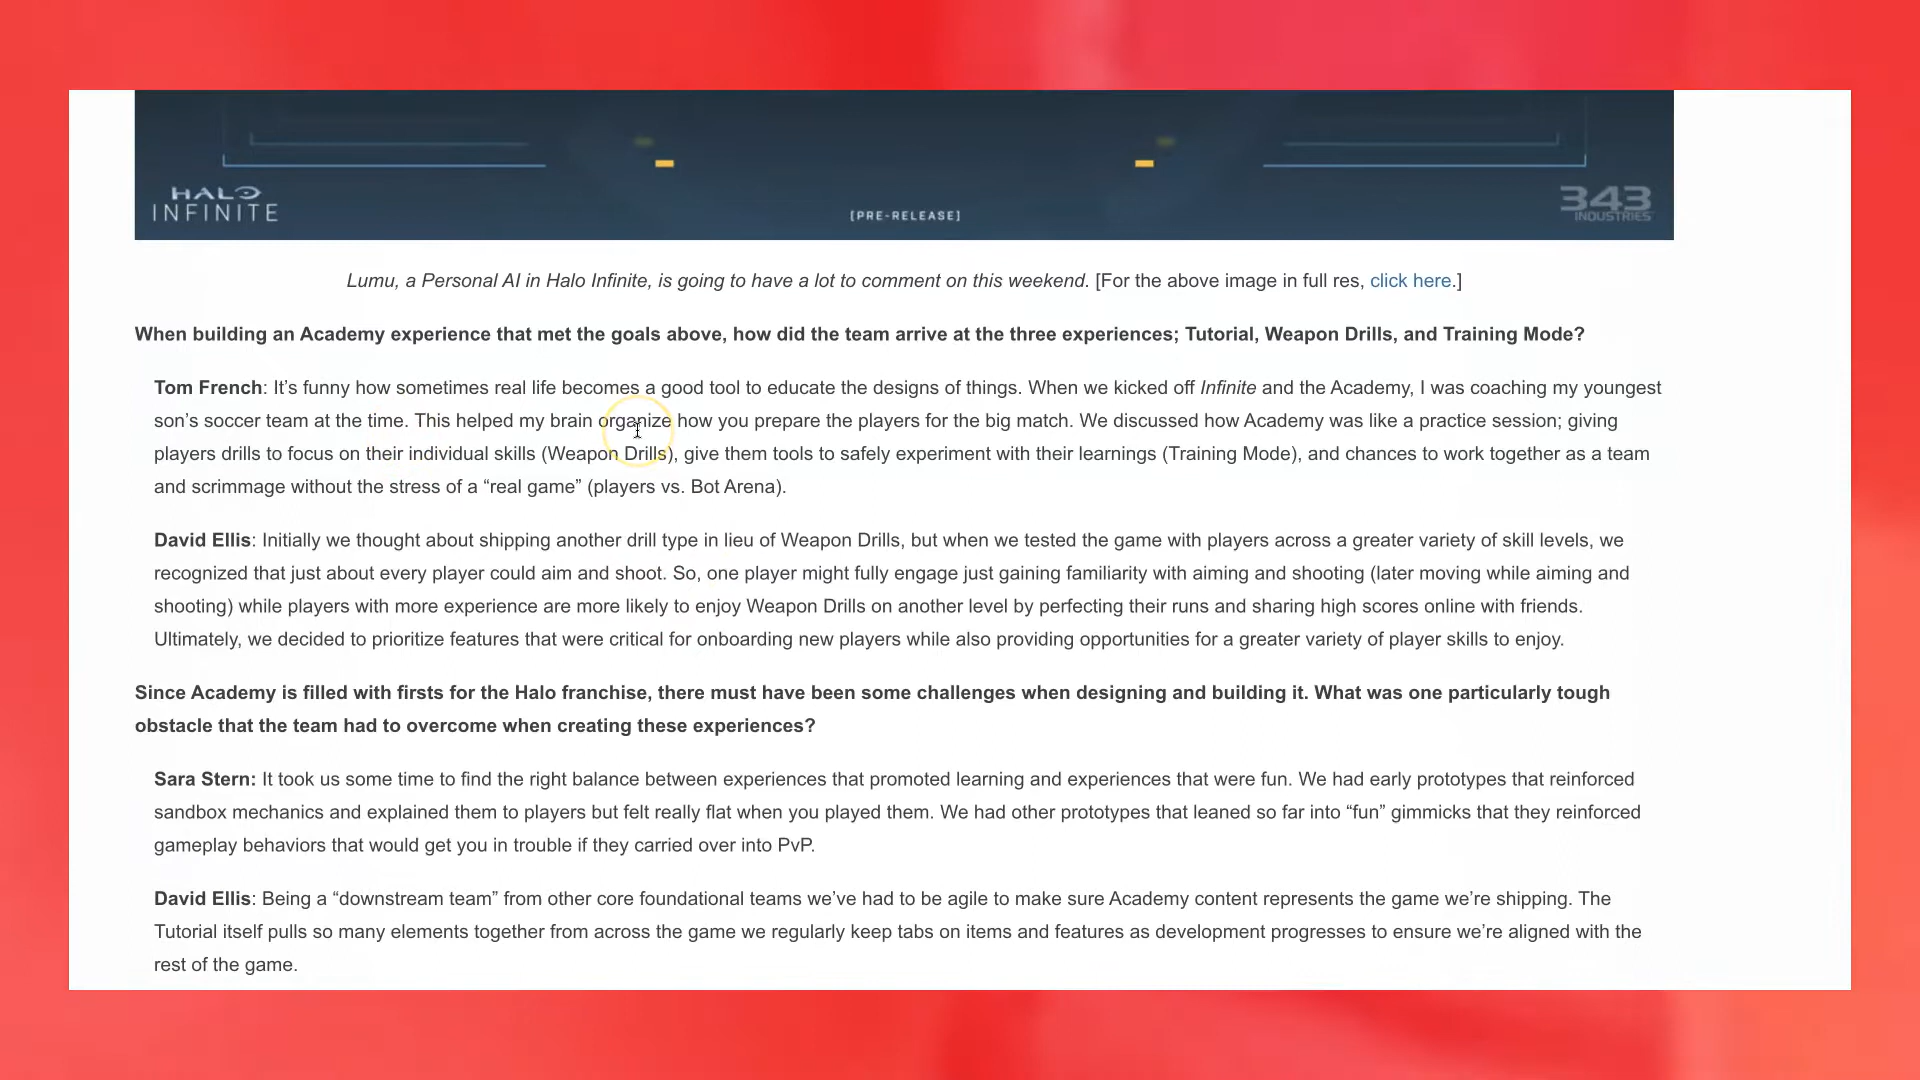 HALO
INFINITE
[PRE-RELEASE]
343
INDUSTRIES
Lumu, a Personal AI in Halo Infinite, is going to have a lot to comment on this weekend. [For the above image in full res, click here.]
When building an Academy experience that met the goals above, how did the team arrive at the three experiences; Tutorial, Weapon Drills, and Training Mode?
Tom French: It’s funny how sometimes real life becomes a good tool to educate the designs of things. When we kicked off Infinite and the Academy, I was coaching my youngest
son’s soccer team at the time. This helped my brain organize how you prepare the players for the big match. We discussed how Academy was like a practice session; giving
players drills to focus on their individual skills (Weapon Drills), give them tools to safely experiment with their learnings (Training Mode), and chances to work together as a team
and scrimmage without the stress of a “real game” (players vs. Bot Arena).
David Ellis: Initially we thought about shipping another drill type in lieu of Weapon Drills, but when we tested the game with players across a greater variety of skill levels, we
recognized that just about every player could aim and shoot. So, one player might fully engage just gaining familiarity with aiming and shooting (later moving while aiming and
shooting) while players with more experience are more likely to enjoy Weapon Drills on another level by perfecting their runs and sharing high scores online with friends.
Ultimately, we decided to prioritize features that were critical for onboarding new players while also providing opportunities for a greater variety of player skills to enjoy.
Since Academy is filled with firsts for the Halo franchise, there must have been some challenges when designing and building it. What was one particularly tough
obstacle that the team had to overcome when creating these experiences?
Sara Stern: It took us some time to find the right balance between experiences that promoted learning and experiences that were fun. We had early prototypes that reinforced
sandbox mechanics and explained them to players but felt really flat when you played them. We had other prototypes that leaned so far into “fun” gimmicks that they reinforced
gameplay behaviors that would get you in trouble if they carried over into PvP.
David Ellis: Being a “downstream team” from other core foundational teams we’ve had to be agile to make sure Academy content represents the game we’re shipping. The
Tutorial itself pulls so many elements together from across the game we regularly keep tabs on items and features as development progresses to ensure we’re aligned with the
rest of the game.